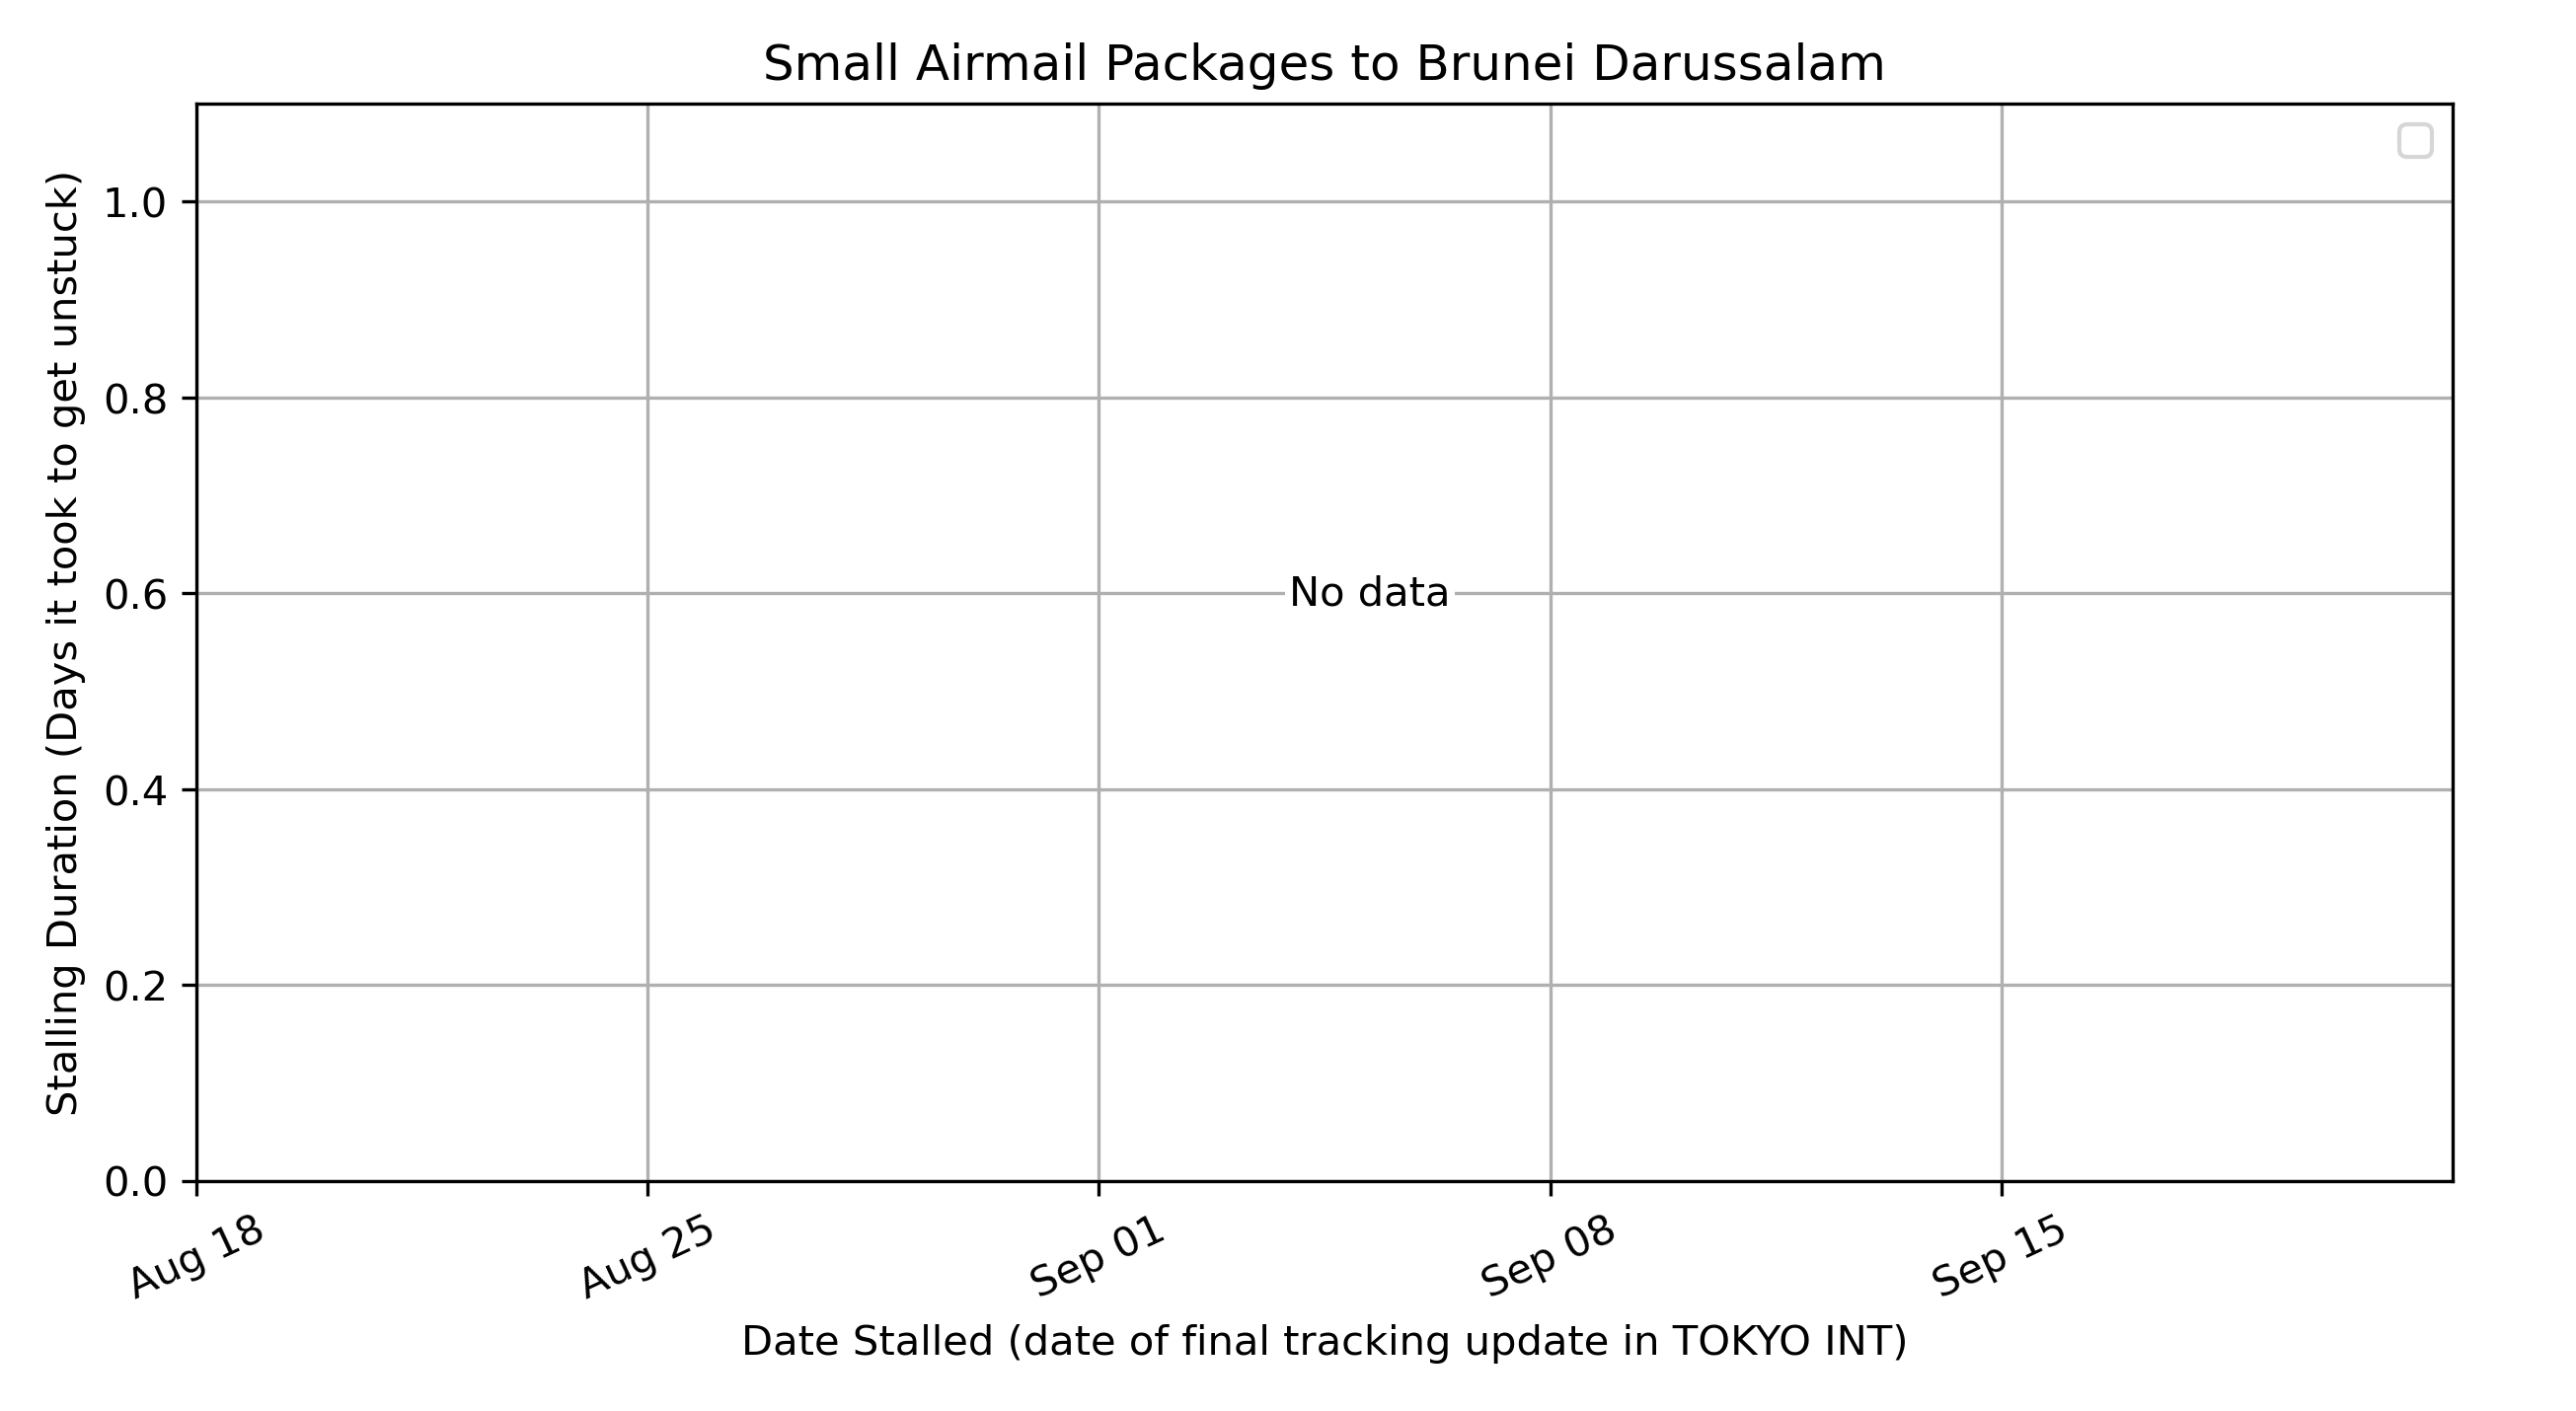 Small Airmail Packages to Brunei Darussalam
Stalling Duration (Days it took to get unstuck)
1.0
0.8
0.6
0.4
0.2
0.0
No data
Aug 18
Aug 25
Sep 01
Sep 08
Sep 15
Date Stalled (date of final tracking update in TOKYO INT)